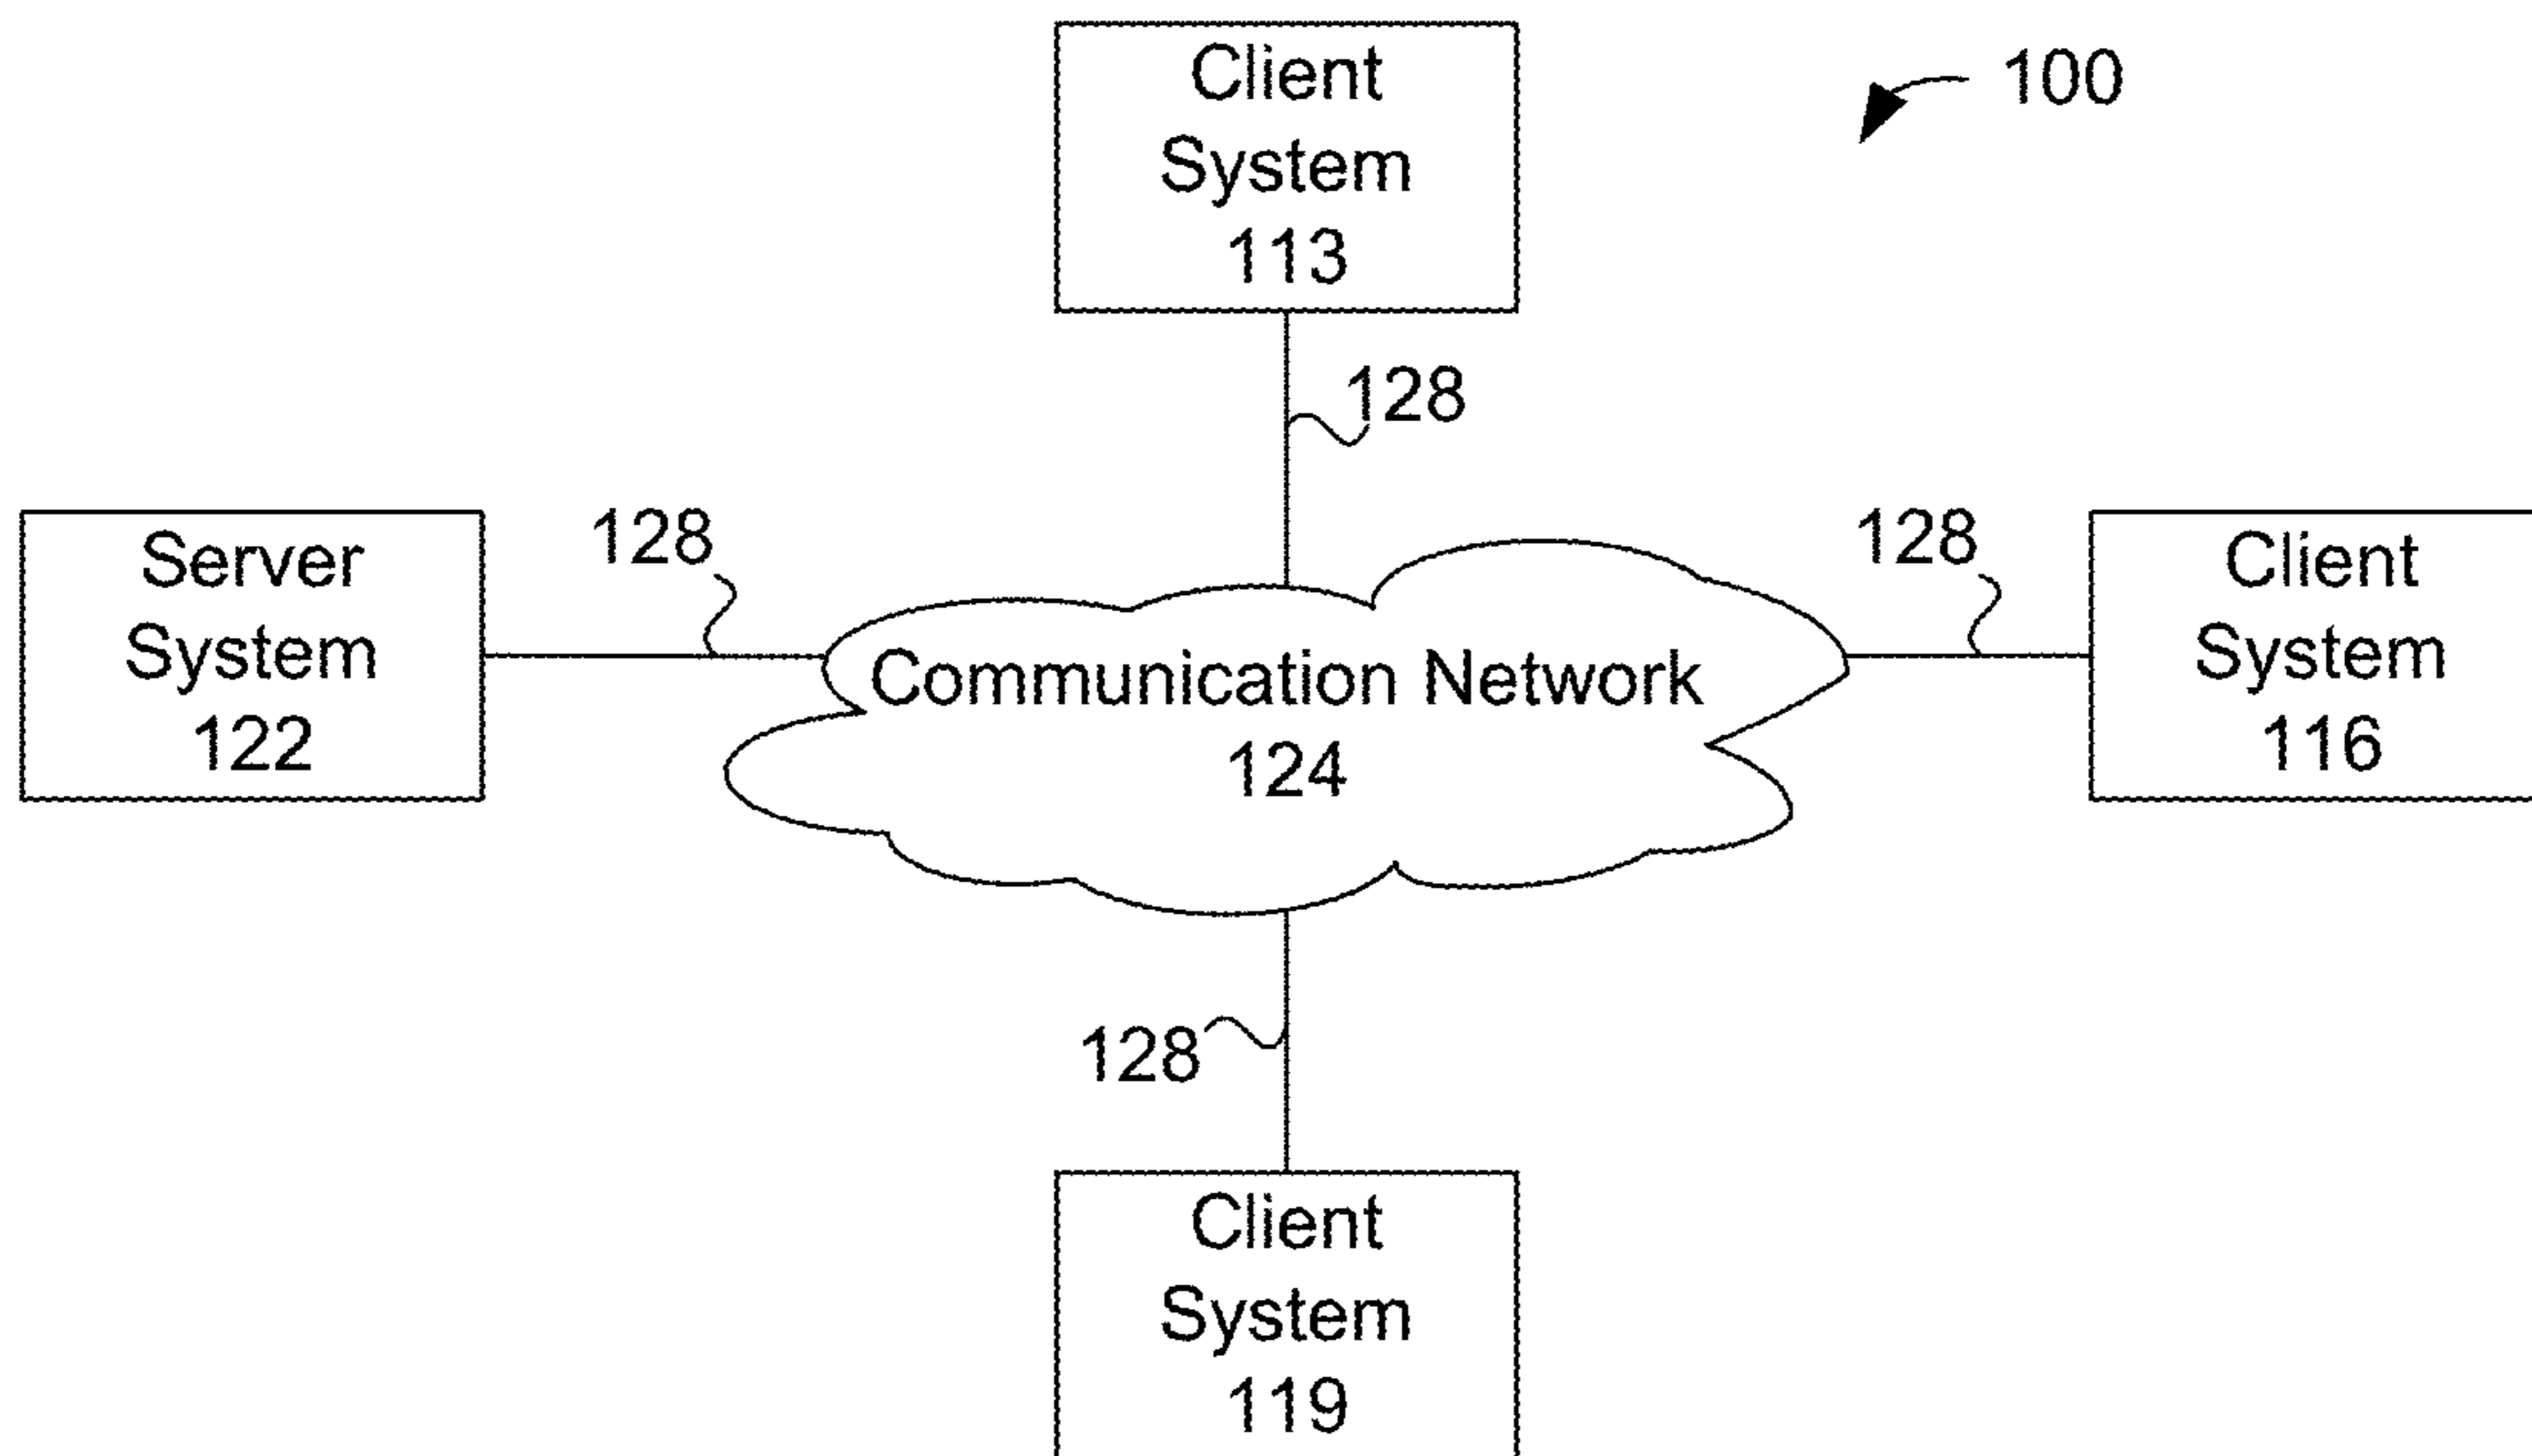 Client
System
113
100
128
Server
System
122
128
Communication Network
124
128
Client
System
116
128
Client
System
119